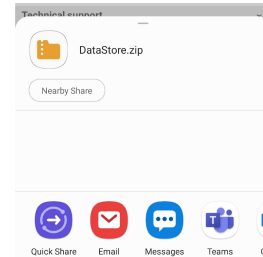 Technical support
DataStore.zip
Nearby Share
Quick Share
Email
Messages
Teams